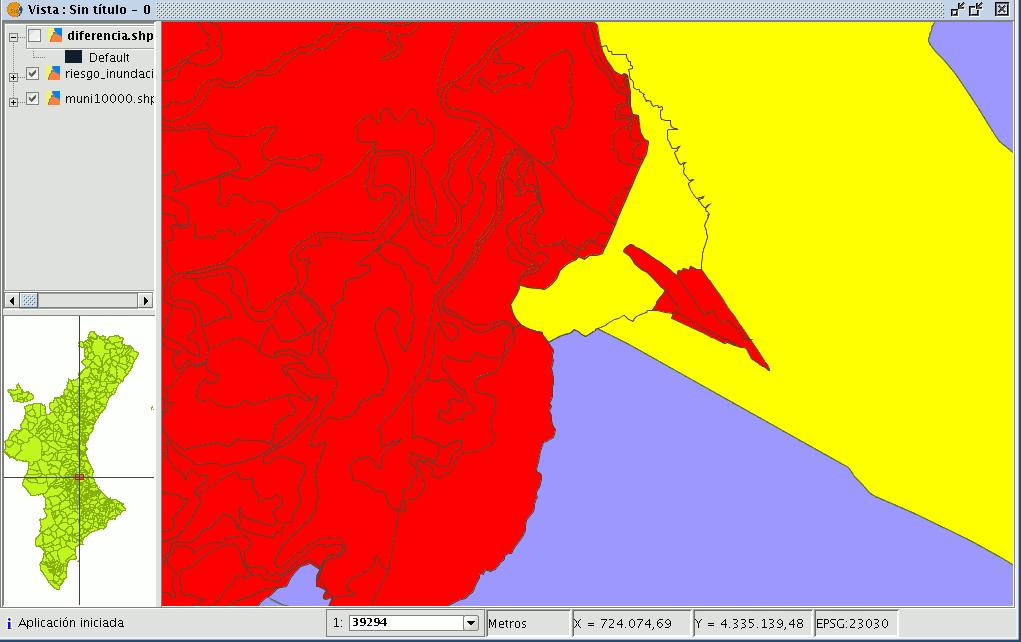 Vista : Sin título - 0
diferencia.shp
Default
riesgo_inundaci
muni10000.shp
Aplicación iniciada
1: 39294
Metros
X = 724.074,69
Y = 4.335.139,48
EPSG:23030